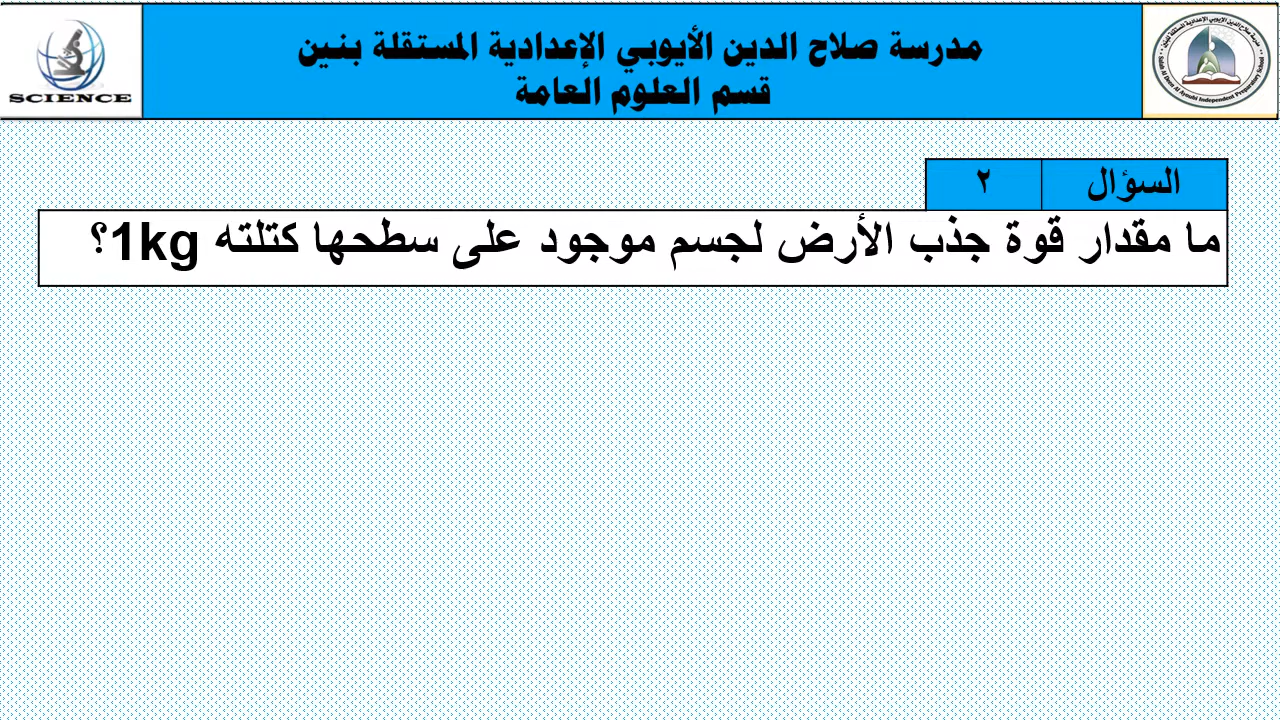 مدرسة صلاح الدين الأيوبي الإعدادية المستقلة بنين
قسم العلوم العامة
SCIENCE
السؤال ٢
ما مقدار قوة جذب الأرض لجسم موجود على سطحها كتلته 1kg؟